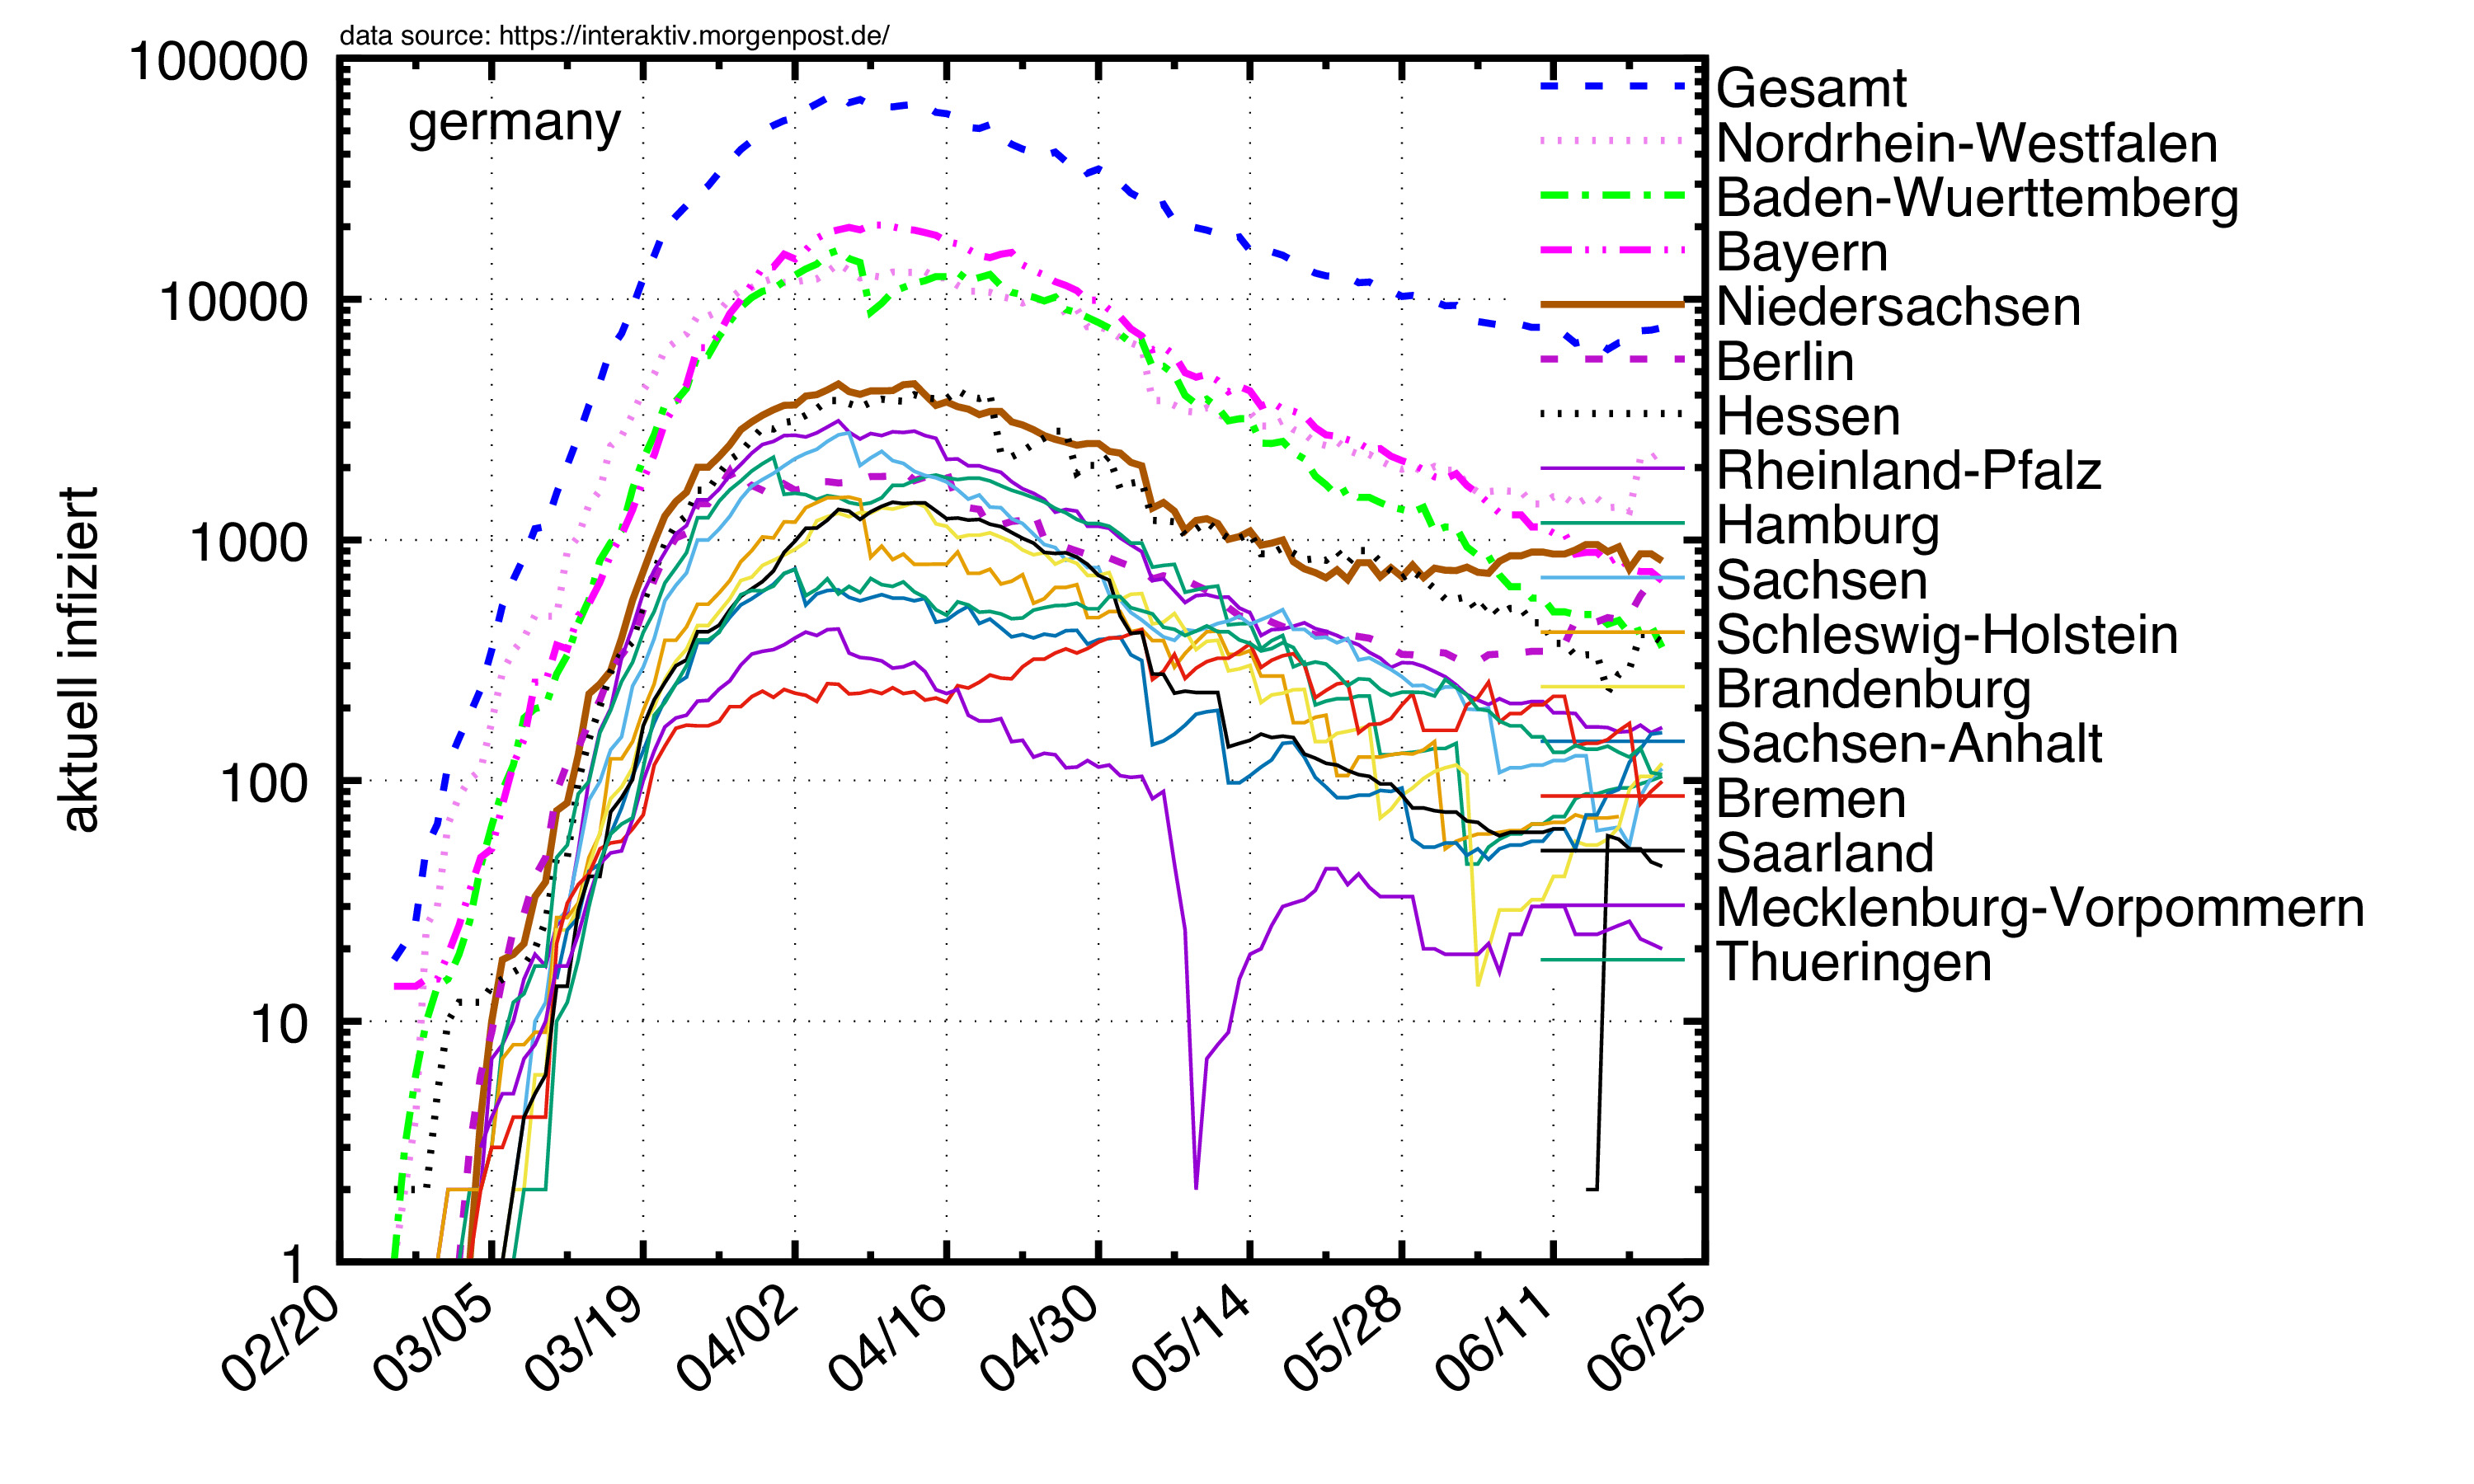 data source: https://interaktiv.morgenpost.de/
germany
aktuell infiziert
100000
10000
1000
100
10
1
02/20
03/05
03/19
04/02
04/16
04/30
05/14
05/28
06/11
06/25
Gesamt
Nordrhein-Westfalen
Baden-Wuerttemberg
Bayern
Niedersachsen
Berlin
Hessen
Rheinland-Pfalz
Hamburg
Sachsen
Schleswig-Holstein
Brandenburg
Sachsen-Anhalt
Bremen
Saarland
Mecklenburg-Vorpommern
Thueringen